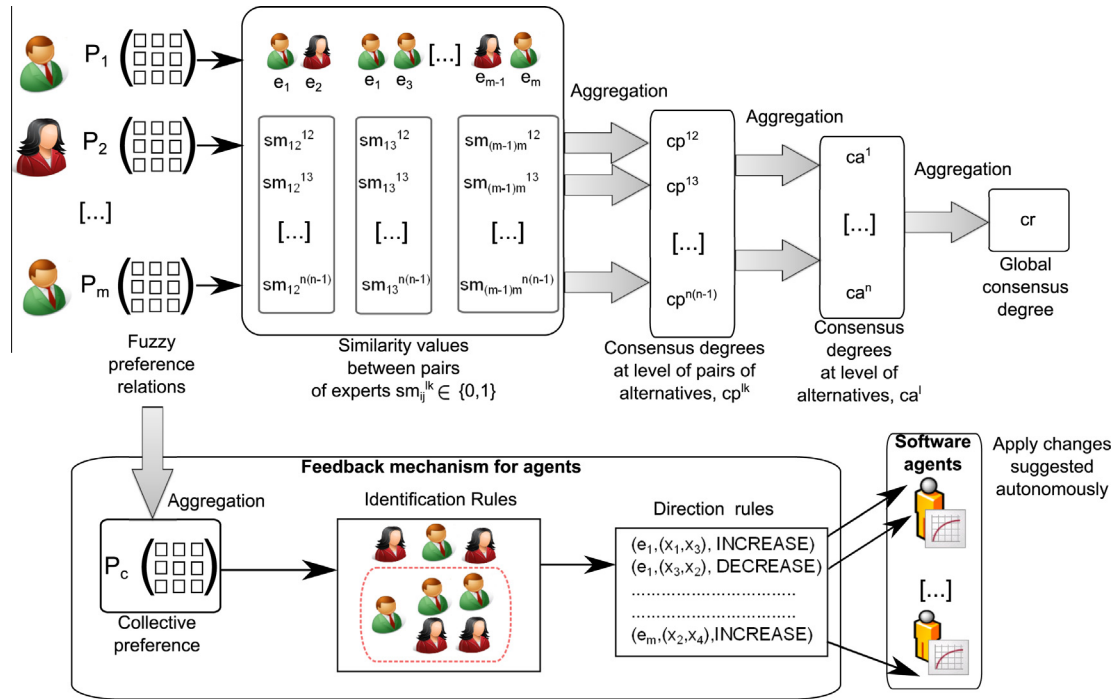 P1
P2
[...]
Pm
Fuzzy
preference
relations
e1 e2 e1 e3 [...] em-1 em
sm12^12 sm13^12 sm(m-1)m^12
sm12^13 sm13^13 sm(m-1)m^13
[...] [...] [...]
sm12^n(n-1) sm13^n(n-1) sm(m-1)m^n(n-1)
Similarity values
between pairs
of experts smij^lk ∈ {0,1}
Aggregation
cp^12
cp^13
[...]
cp^n(n-1)
Consensus degrees
at level of pairs of
alternatives, cp^lk
Aggregation
ca^1
[...]
ca^n
Consensus
degrees
at level of
alternatives, ca^l
Aggregation
cr
Global
consensus
degree
Feedback mechanism for agents
Aggregation
Pc
Collective
preference
Identification Rules
Direction rules
(e1,(x1,x3), INCREASE)
(e1,(x3,x2), DECREASE)
..................................
..................................
(em,(x2,x4),INCREASE)
Software
agents
[...]
Apply changes
suggested
autonomously